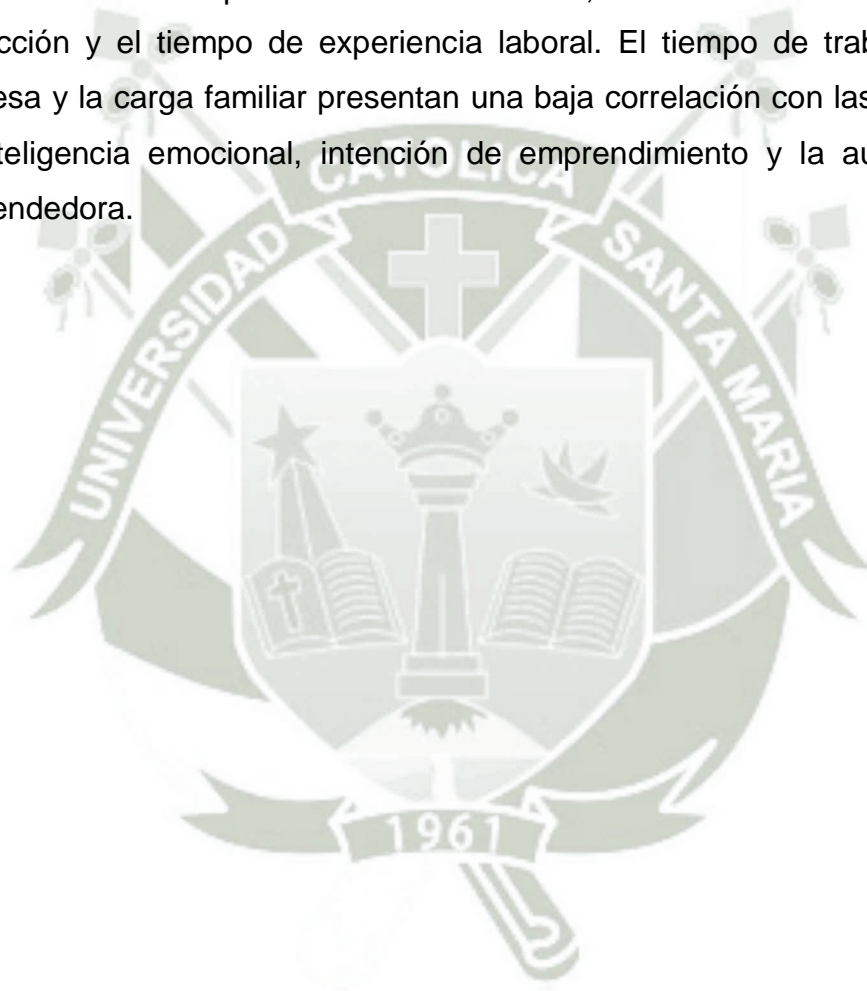 cción y el tiempo de experiencia laboral. El tiempo de trab
esa y la carga familiar presentan una baja correlación con las
teligencia emocional, intención de emprendimiento y la au
endedora.
UNIVERSIDAD CATOLICA SANTA MARIA
1961